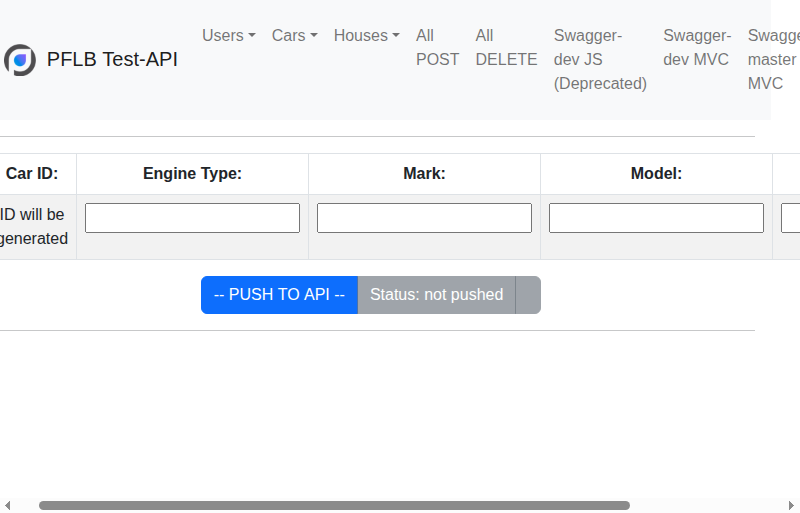 PFLB Test-API
Users
Cars
Houses
All
POST
All
DELETE
Swagger-
dev JS
(Deprecated)
Swagger-
dev MVC
Swagge
master
MVC
Car ID:
Engine Type:
Mark:
Model:
ID will be
generated
-- PUSH TO API --
Status: not pushed